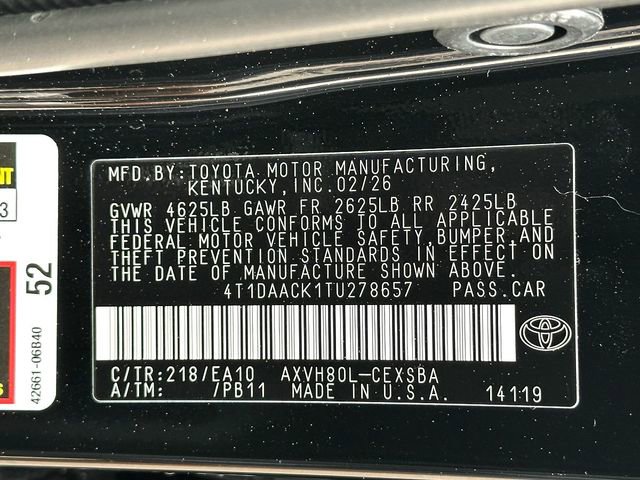 MFD. BY: TOYOTA MOTOR MANUFACTURING,
KENTUCKY, INC. 02/26
GVWR 4625LB GAWR FR 2625LB RR 2425LB
THIS VEHICLE CONFORMS TO ALL APPLICABLE
FEDERAL MOTOR VEHICLE SAFETY, BUMPER, AND
THEFT PREVENTION STANDARDS IN EFFECT ON
THE DATE OF MANUFACTURE SHOWN ABOVE.
4T1DAACK1TU278657 PASS. CAR
C/TR: 218/EA10 AXVH80L-CEXSBA
A/TM: /PB11 MADE IN U.S.A. 14119
52
42661-06B40